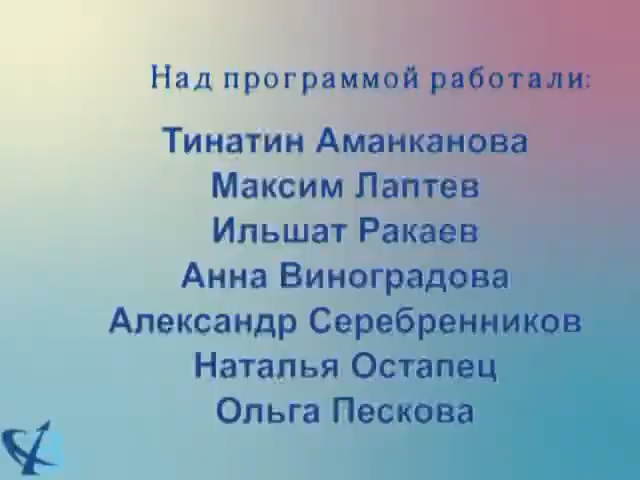 Над программой работали:
Тинатин Аманканова
Максим Лаптев
Ильшат Ракаев
Анна Виноградова
Александр Серебренников
Наталья Остапец
Ольга Пескова